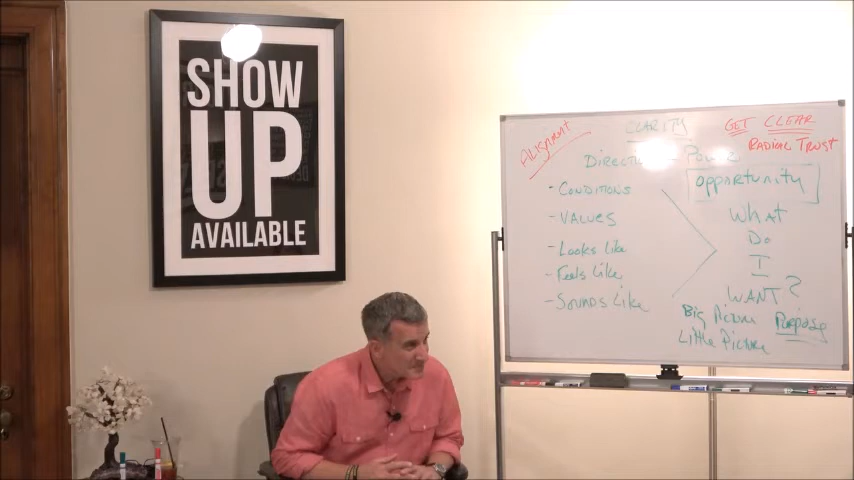 SHOW
UP
AVAILABLE
Alignment
CLARITY
GET CLEAR
RADICAL TRUST
Opportunity
- CONDITIONS
- VALUES
- Looks Like
- Feels Like
- Sounds Like
What
Do
I
WANT?
Big Picture Purpose
Little Picture